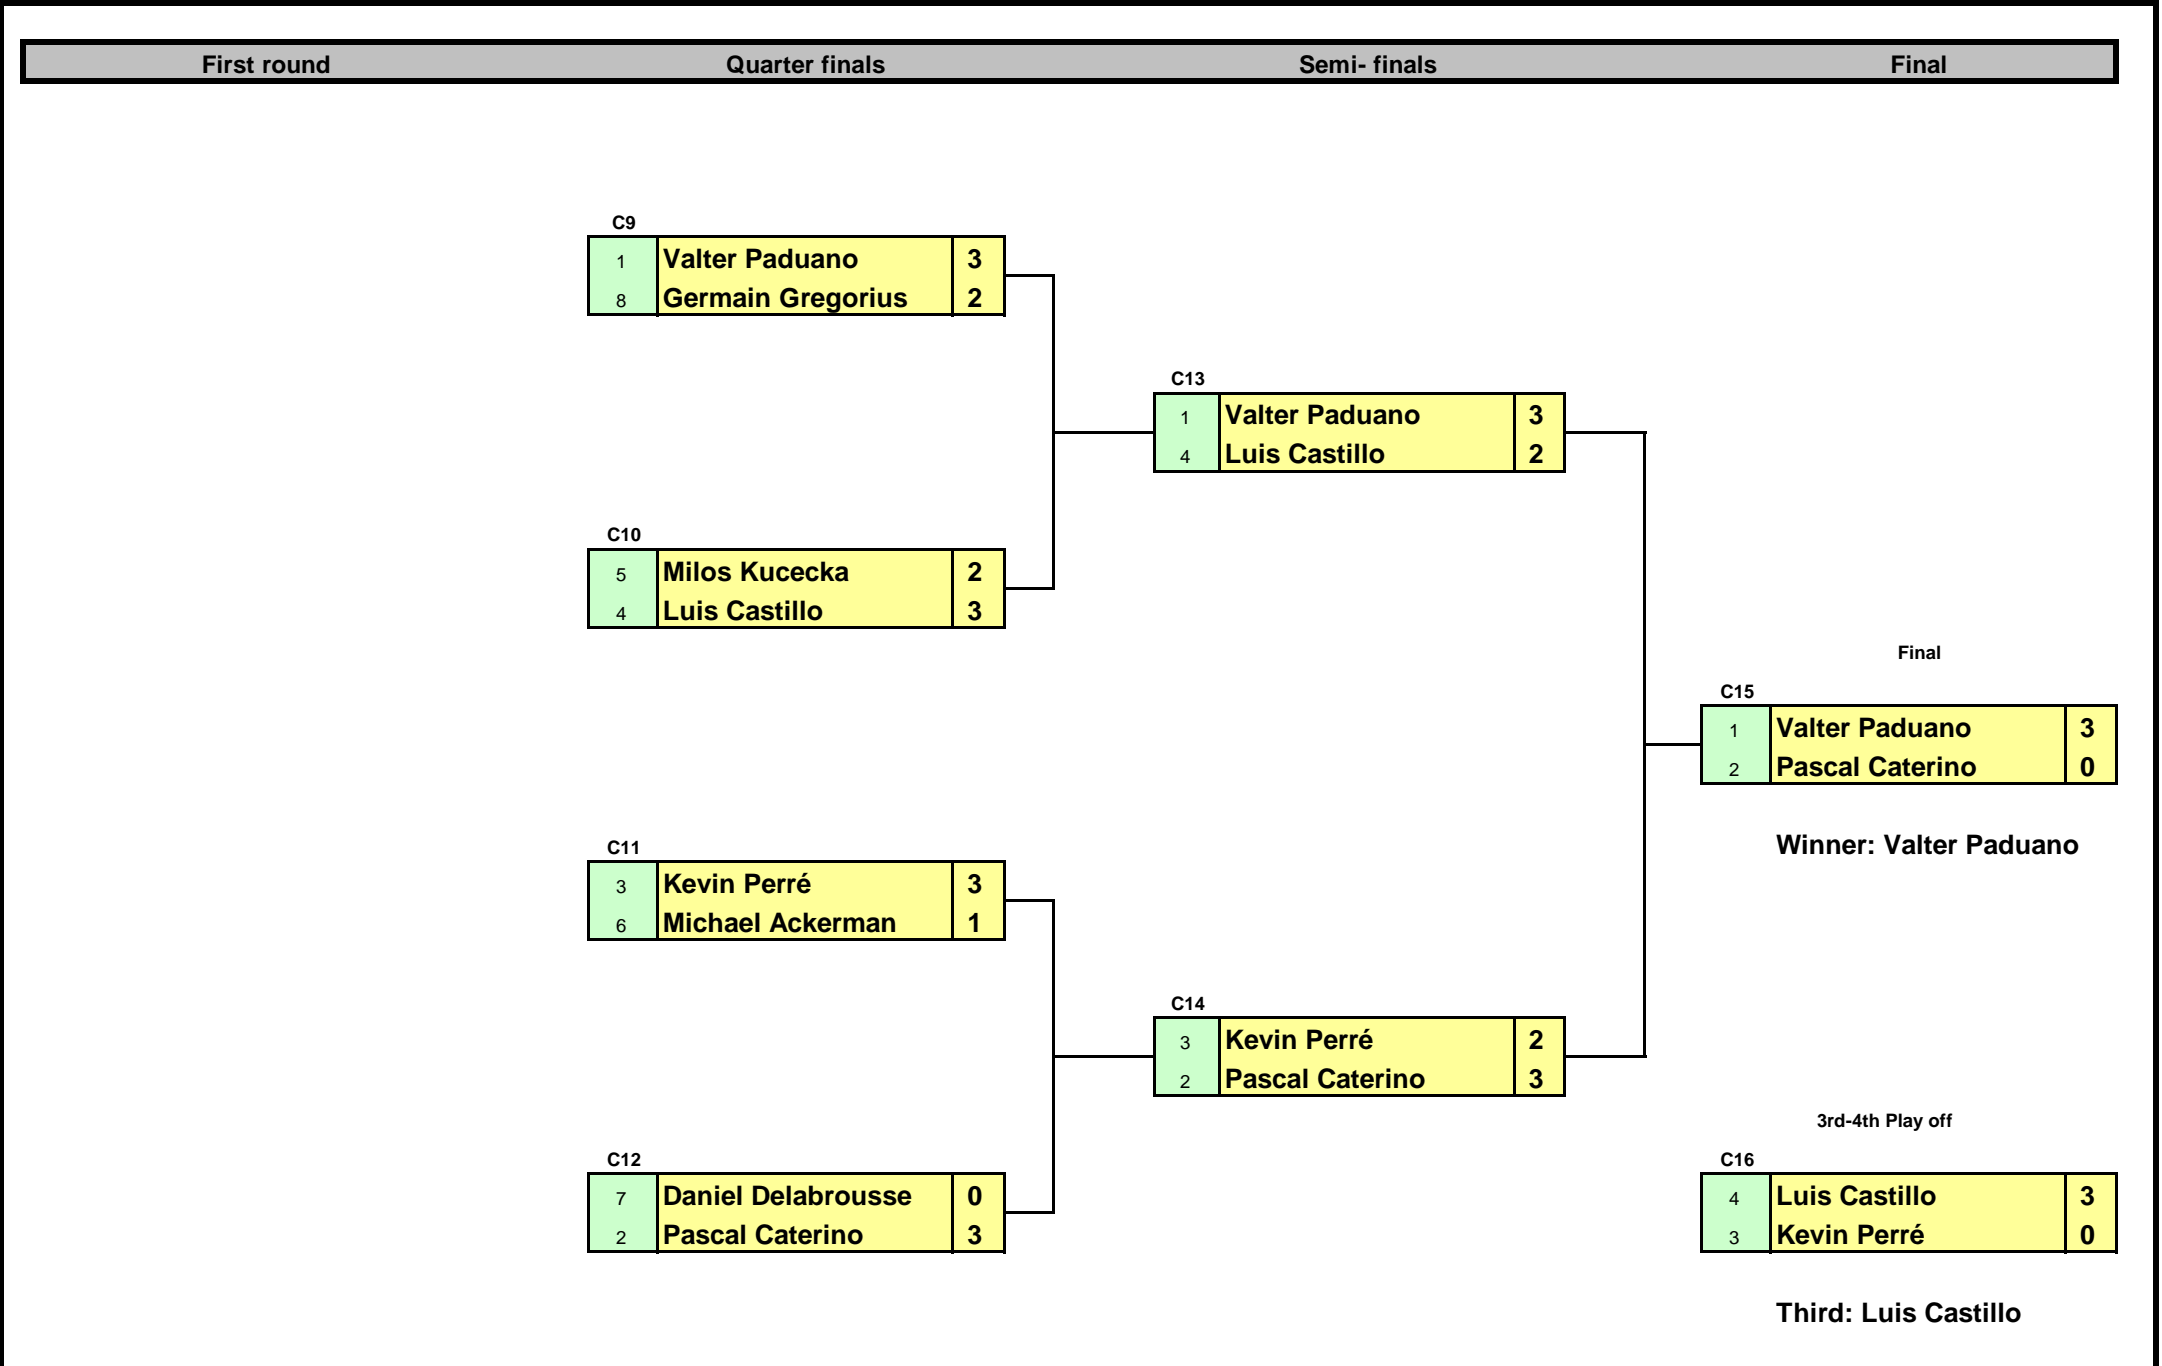 First round Quarter finals Semi- finals Final
C9
1 Valter Paduano 3
8 Germain Gregorius 2
C13
1 Valter Paduano 3
4 Luis Castillo 2
C10
5 Milos Kucecka 2
4 Luis Castillo 3
Final
C15
1 Valter Paduano 3
2 Pascal Caterino 0
Winner: Valter Paduano
C11
3 Kevin Perré 3
6 Michael Ackerman 1
C14
3 Kevin Perré 2
2 Pascal Caterino 3
3rd-4th Play off
C12
7 Daniel Delabrousse 0
2 Pascal Caterino 3
C16
4 Luis Castillo 3
3 Kevin Perré 0
Third: Luis Castillo